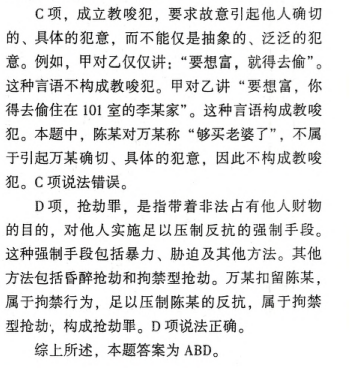 C项，成立教唆犯，要求故意引起他人确切
的、具体的犯意，而不能仅是抽象的、泛泛的犯
意。例如，甲对乙仅仅讲：“要想富，就得去偷”。
这种言语不构成教唆犯。甲对乙讲“要想富，你
得去偷住在 101 室的李某家”。这种言语构成教唆
犯。本题中，陈某对万某称“够买老婆了”，不属
于引起万某确切、具体的犯意，因此不构成教唆
犯。C项说法错误。
D项，抢劫罪，是指带着非法占有他人财物
的目的，对他人实施足以压制反抗的强制手段。
这种强制手段包括暴力、胁迫及其他方法。其他
方法包括昏醉抢劫和拘禁型抢劫。万某扣留陈某，
属于拘禁行为，足以压制陈某的反抗，属于拘禁
型抢劫，构成抢劫罪。D项说法正确。
综上所述，本题答案为 ABD。